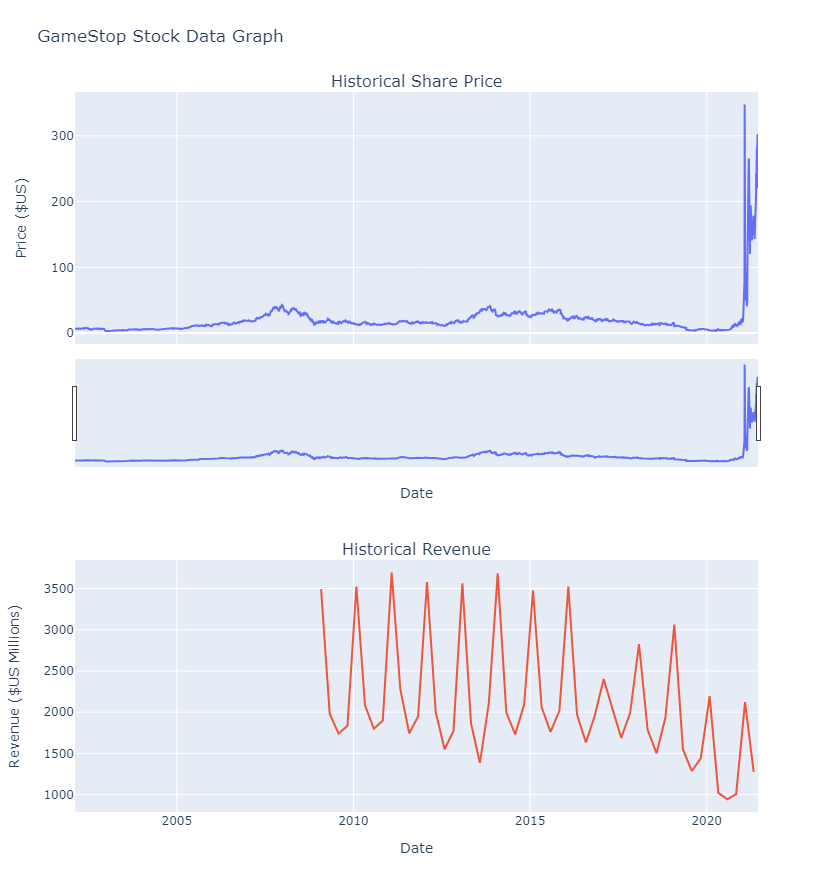 GameStop Stock Data Graph
Historical Share Price
Price ($US)
300
200
100
0
Date
Historical Revenue
Revenue ($US Millions)
3500
3000
2500
2000
1500
1000
2005 2010 2015 2020
Date